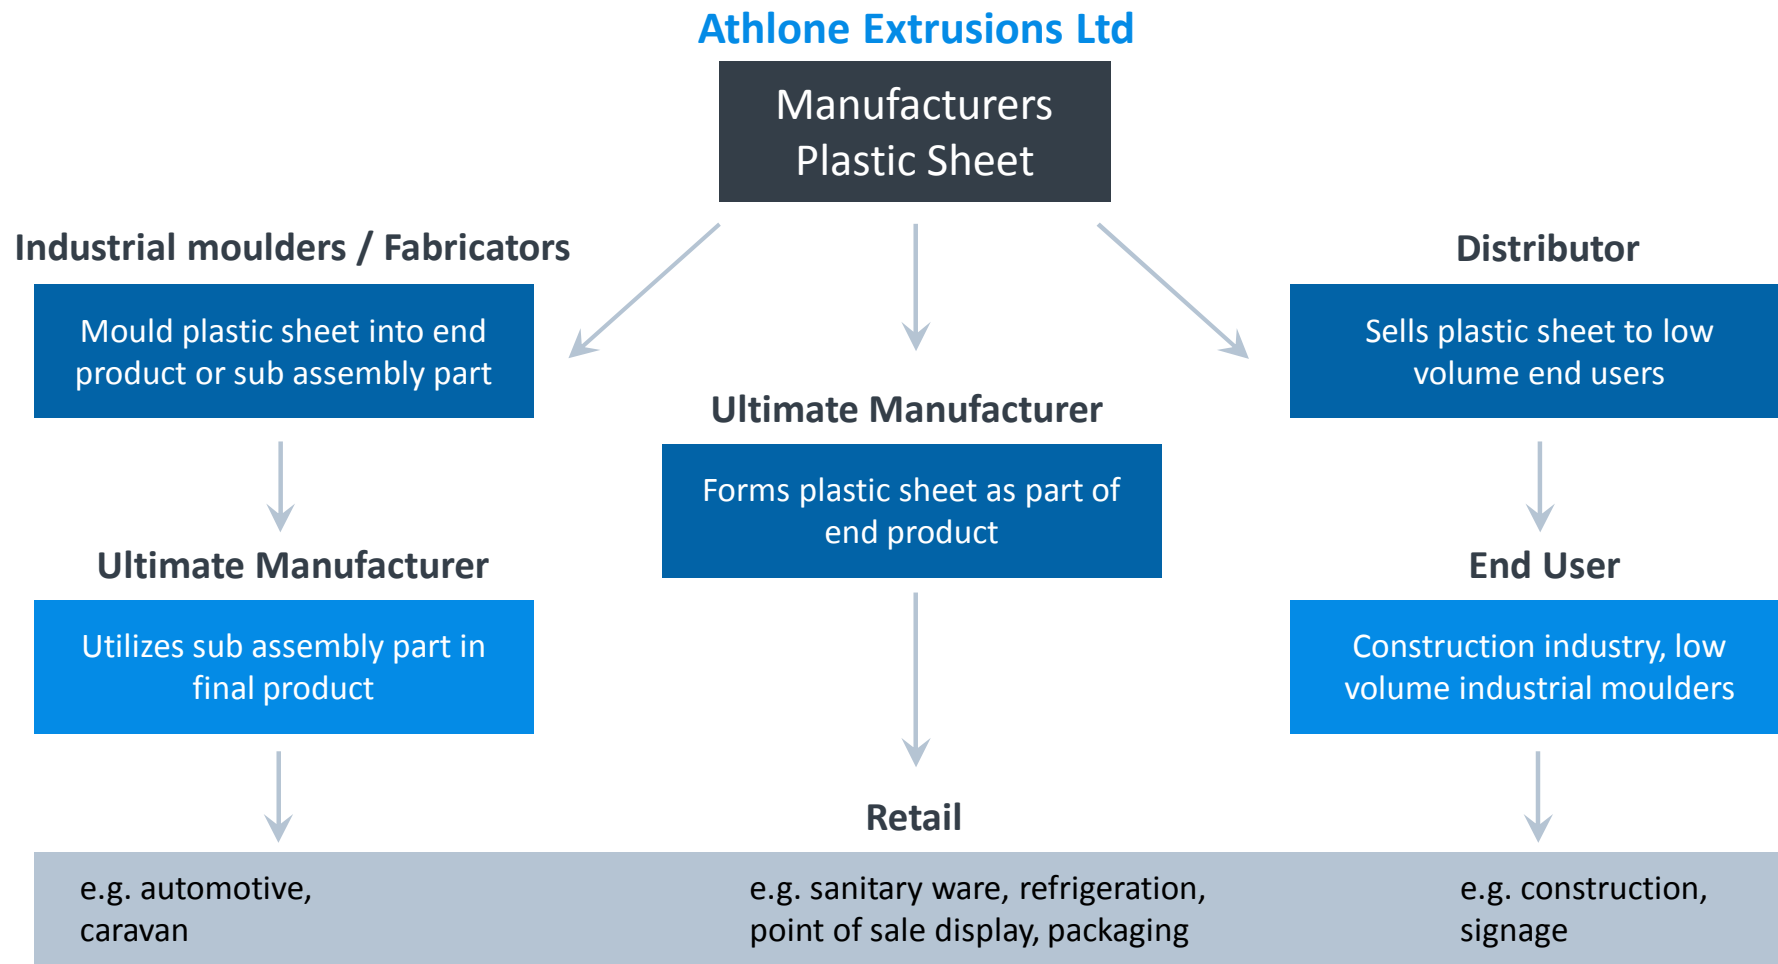 Athlone Extrusions Ltd
Manufacturers
Plastic Sheet
Industrial moulders / Fabricators
Mould plastic sheet into end
product or sub assembly part
Ultimate Manufacturer
Utilizes sub assembly part in
final product
Ultimate Manufacturer
Forms plastic sheet as part of
end product
Distributor
Sells plastic sheet to low
volume end users
End User
Construction industry, low
volume industrial moulders
Retail
e.g. automotive,
caravan
e.g. sanitary ware, refrigeration,
point of sale display, packaging
e.g. construction,
signage